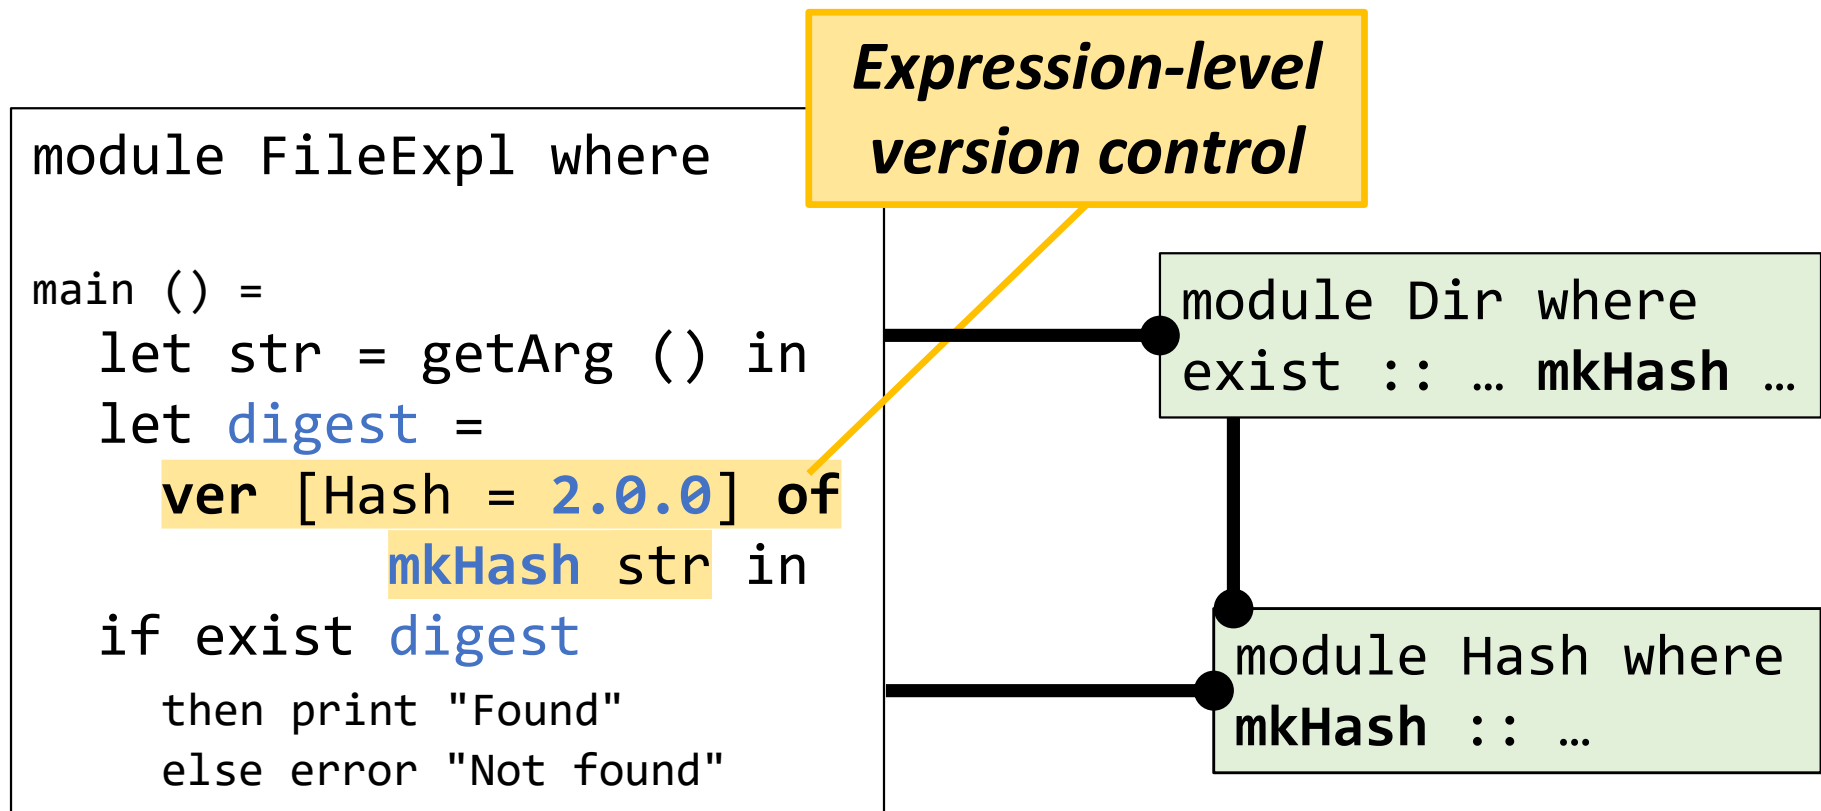 Expression-level
version control
module FileExpl where
main () =
let str = getArg () in
let digest =
ver [Hash = 2.0.0] of
mkHash str in
if exist digest
then print "Found"
else error "Not found"
module Dir where
exist :: … mkHash …
module Hash where
mkHash :: …